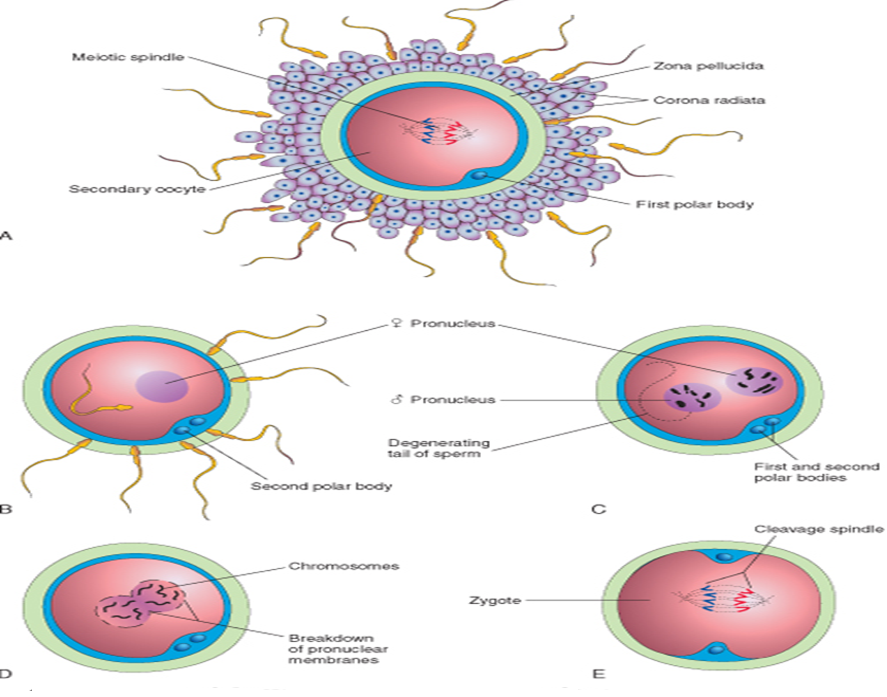 Meiotic spindle
Zona pellucida
Corona radiata
Secondary oocyte
First polar body
A
♀ Pronucleus
♂ Pronucleus
Degenerating
tail of sperm
Second polar body
First and second
polar bodies
B
C
Cleavage spindle
Chromosomes
Zygote
Breakdown
of pronuclear
membranes
D
E